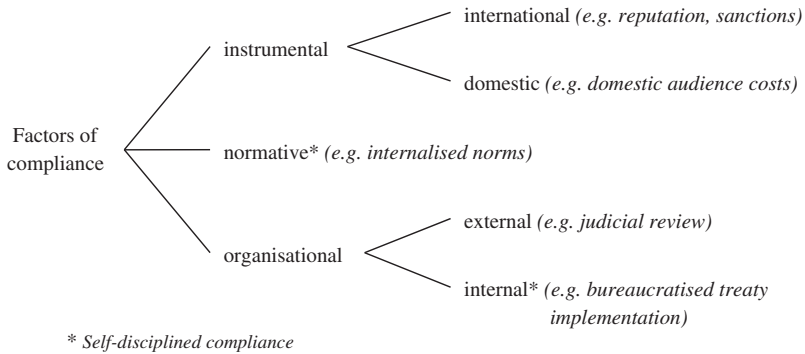 international (e.g. reputation, sanctions)
instrumental
domestic (e.g. domestic audience costs)
Factors of
compliance
normative* (e.g. internalised norms)
external (e.g. judicial review)
organisational
internal* (e.g. bureaucratised treaty
implementation)
* Self-disciplined compliance